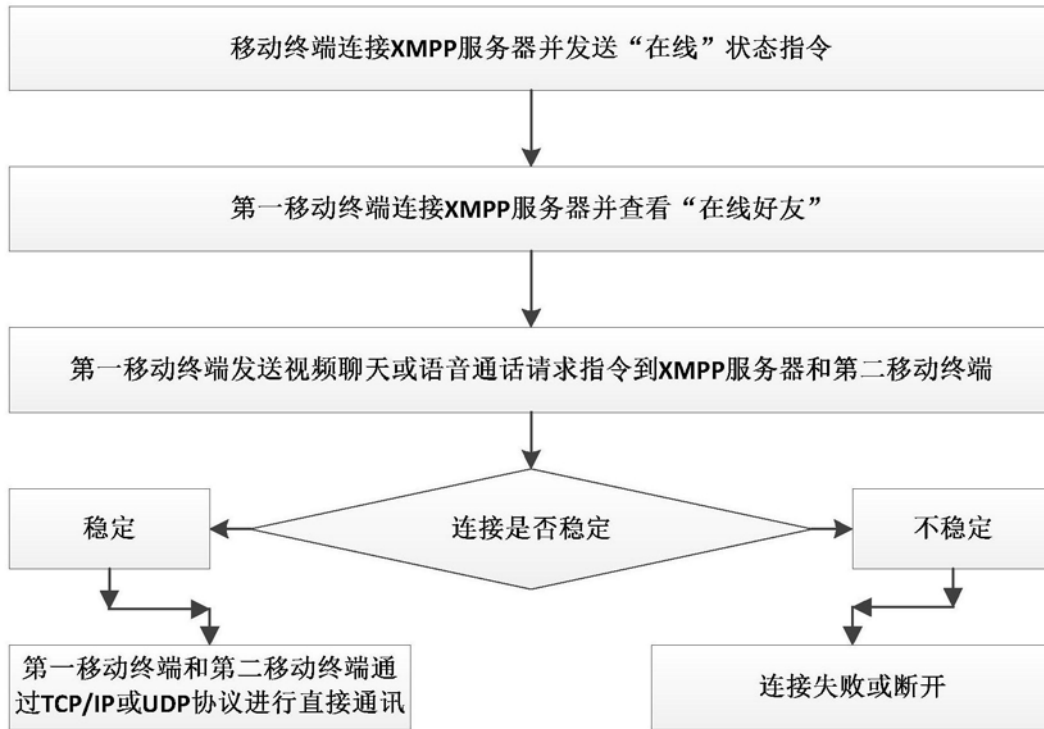 移动终端连接XMPP服务器并发送“在线”状态指令
第一移动终端连接XMPP服务器并查看“在线好友”
第一移动终端发送视频聊天或语音通话请求指令到XMPP服务器和第二移动终端
稳定
连接是否稳定
不稳定
第一移动终端和第二移动终端通
过TCP/IP或UDP协议进行直接通讯
连接失败或断开